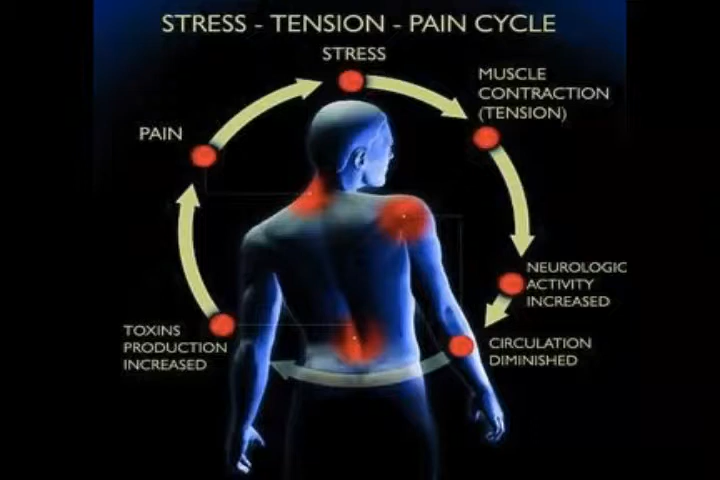 STRESS - TENSION - PAIN CYCLE
STRESS
MUSCLE
CONTRACTION
(TENSION)
PAIN
NEUROLOGIC
ACTIVITY
INCREASED
CIRCULATION
DIMINISHED
TOXINS
PRODUCTION
INCREASED